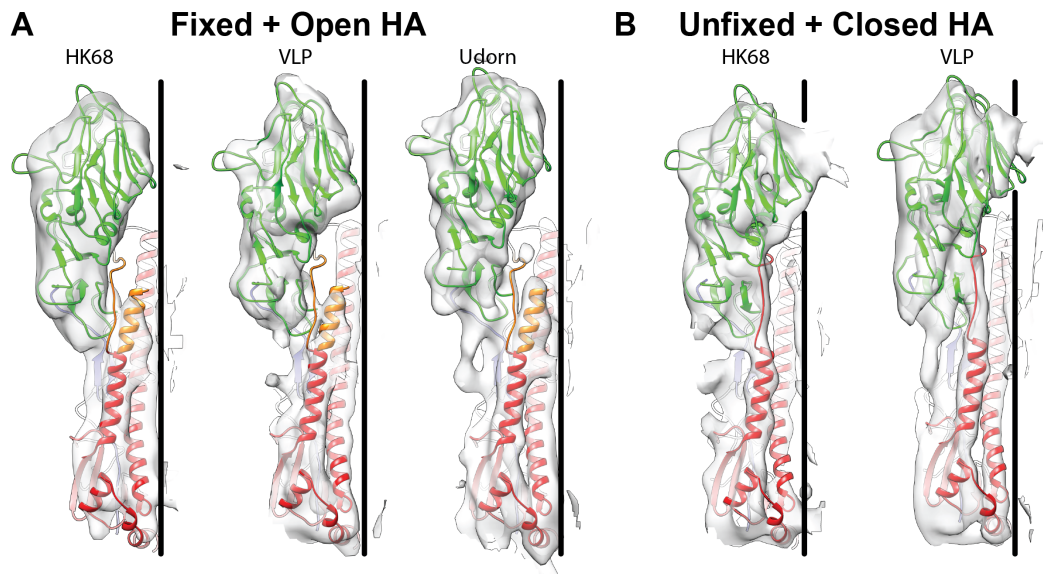 A Fixed + Open HA
HK68 VLP Udorn
B Unfixed + Closed HA
HK68 VLP